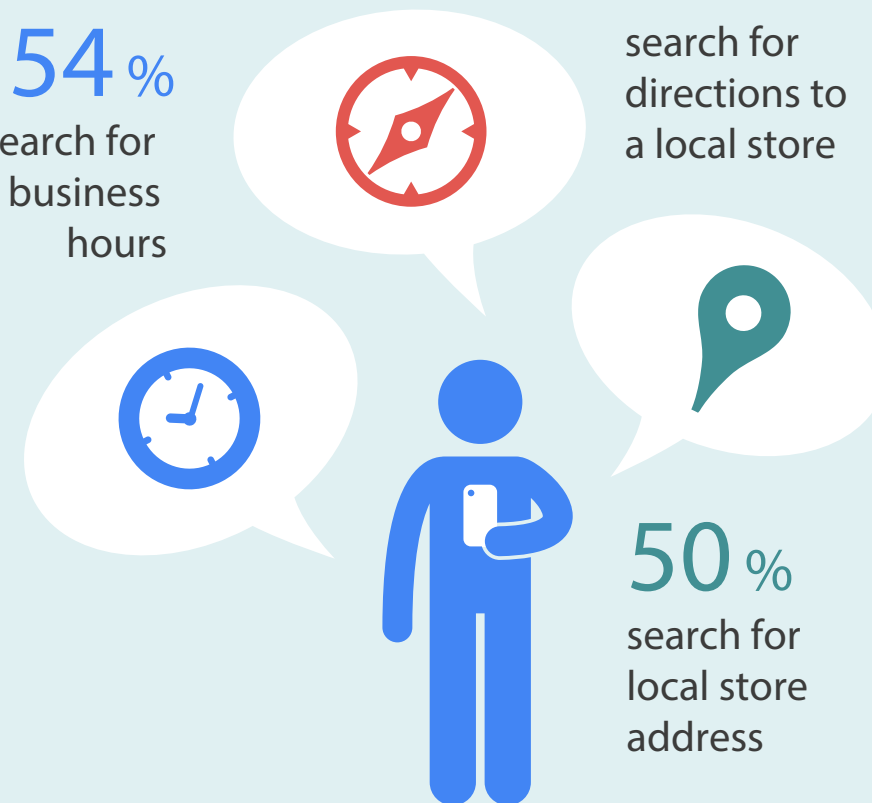 54 %
earch for
business
hours
search for
directions to
a local store
50 %
search for
local store
address